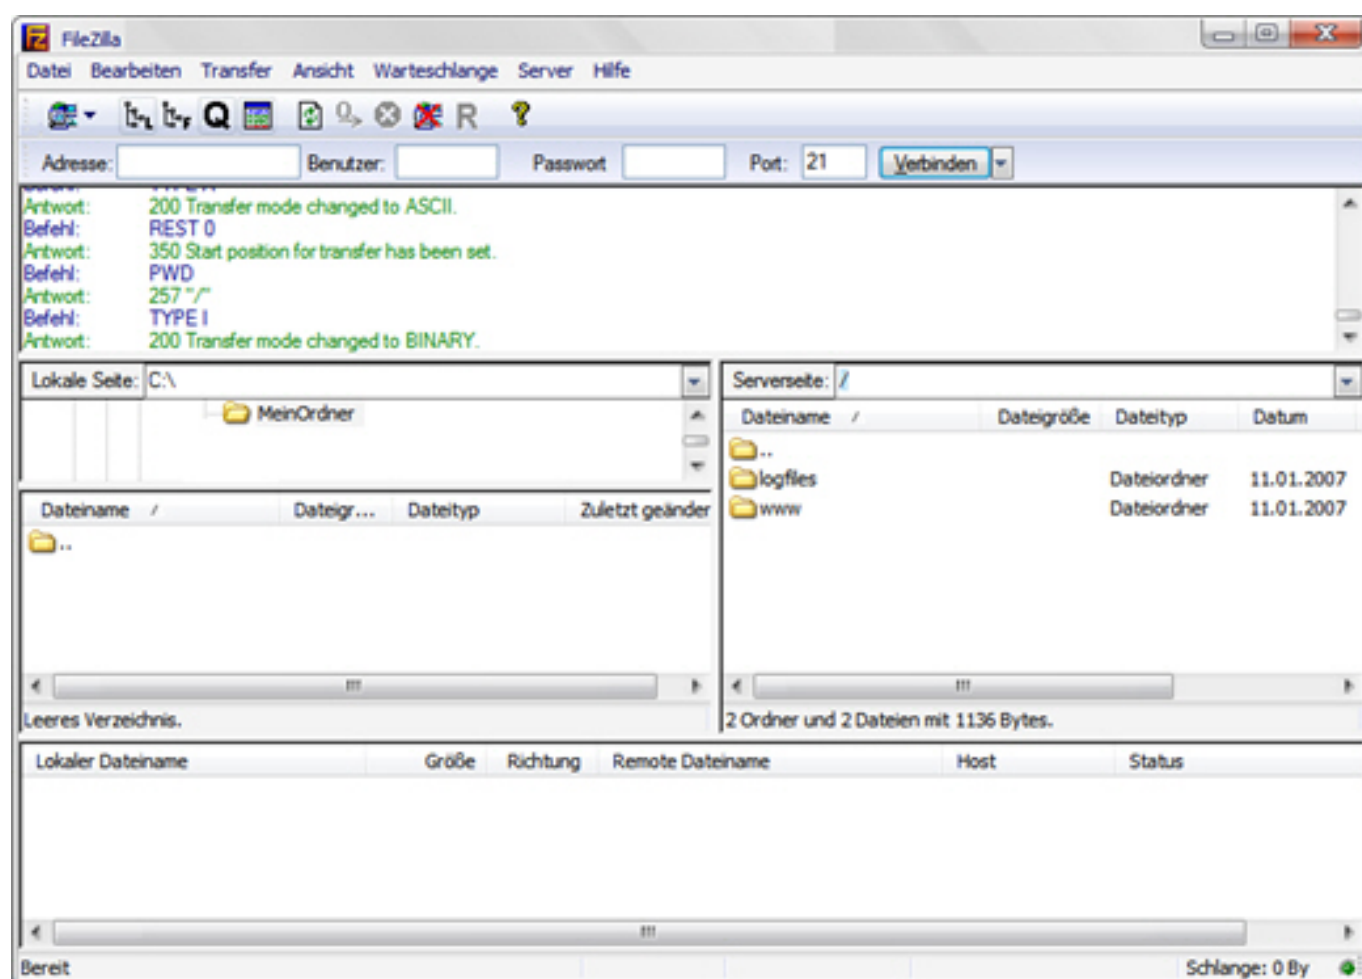 FileZilla
Datei Bearbeiten Transfer Ansicht Warteschlange Server Hilfe
Adresse: Benutzer: Passwort Port: 21 Verbinden
Antwort: 200 Transfer mode changed to ASCII.
Befehl: REST 0
Antwort: 350 Start position for transfer has been set.
Befehl: PWD
Antwort: 257 "/"
Befehl: TYPE I
Antwort: 200 Transfer mode changed to BINARY.
Lokale Seite: C:\
MeinOrdner
Dateiname / Dateigr... Dateityp Zuletzt geänder
..
Leeres Verzeichnis.
Serverseite: /
Dateiname / Dateigröße Dateityp Datum
..
logfiles Dateiordner 11.01.2007
www Dateiordner 11.01.2007
2 Ordner und 2 Dateien mit 1136 Bytes.
Lokaler Dateiname Größe Richtung Remote Dateiname Host Status
Bereit Schlange: 0 By